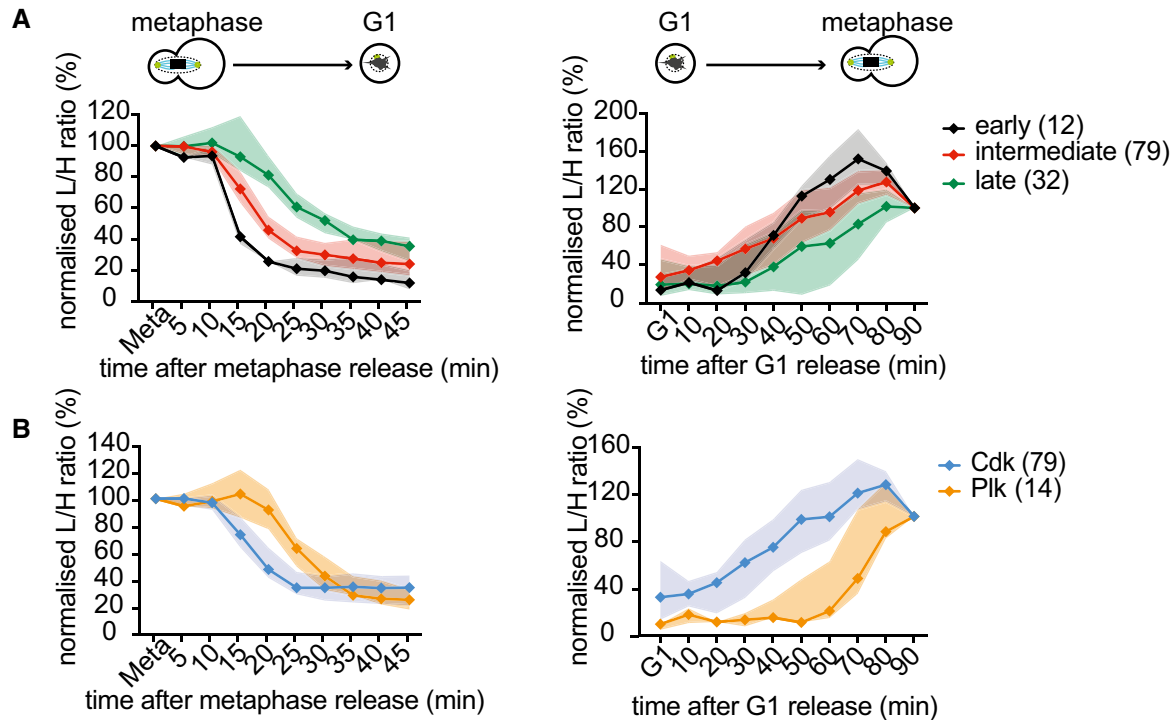 A
metaphase
G1
normalised L/H ratio (%)
120
100
80
60
40
20
0
Meta
5
10
15
20
25
30
35
40
45
time after metaphase release (min)
G1
metaphase
normalised L/H ratio (%)
200
160
120
80
40
0
G1
10
20
30
40
50
60
70
80
90
time after G1 release (min)
early (12)
intermediate (79)
late (32)
B
normalised L/H ratio (%)
140
120
100
80
60
40
20
0
Meta
5
10
15
20
25
30
35
40
45
time after metaphase release (min)
normalised L/H ratio (%)
160
120
80
40
0
G1
10
20
30
40
50
60
70
80
90
time after G1 release (min)
Cdk (79)
Plk (14)